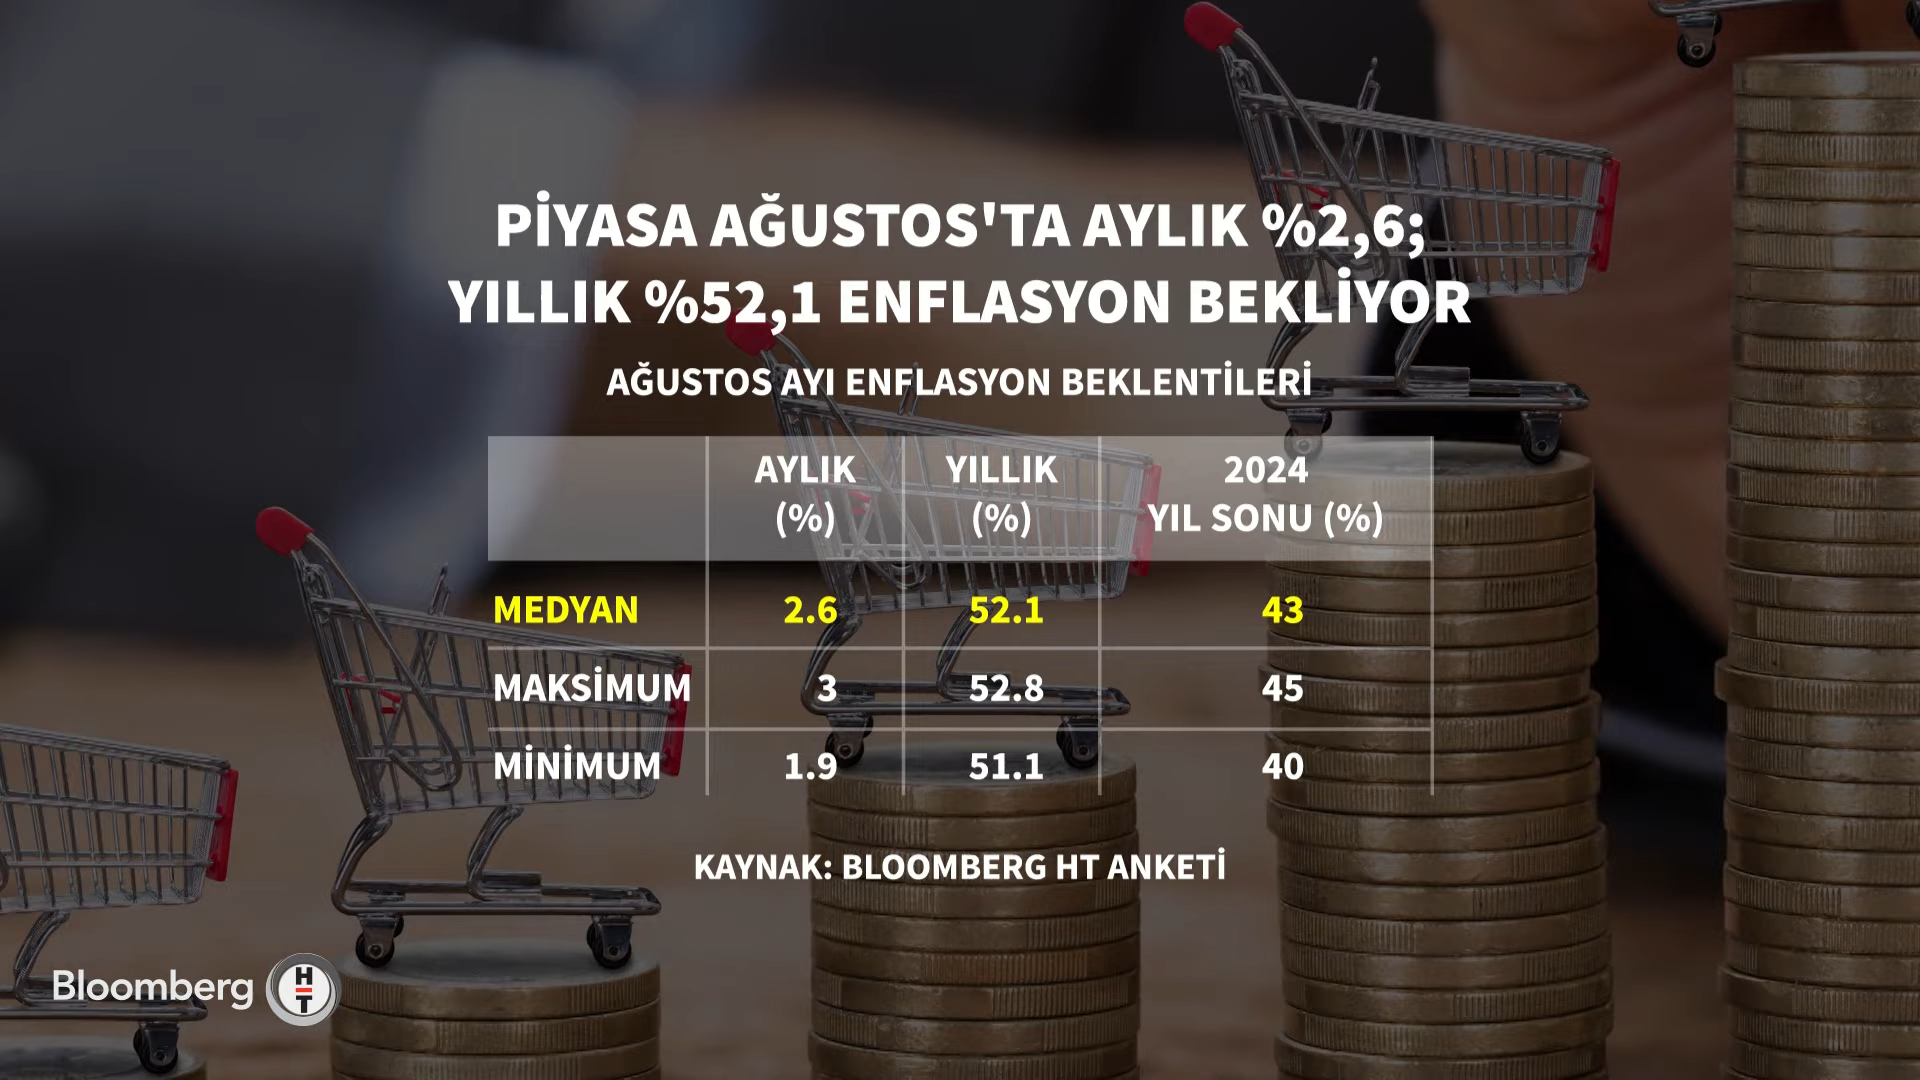 PİYASA AĞUSTOS'TA AYLIK %2,6;
YILLIK %52,1 ENFLASYON BEKLİYOR
AĞUSTOS AYI ENFLASYON BEKLENTİLERİ
AYLIK (%) YILLIK (%) 2024 YIL SONU (%)
MEDYAN 2.6 52.1 43
MAKSİMUM 3 52.8 45
MİNİMUM 1.9 51.1 40
KAYNAK: BLOOMBERG HT ANKETİ
Bloomberg HT